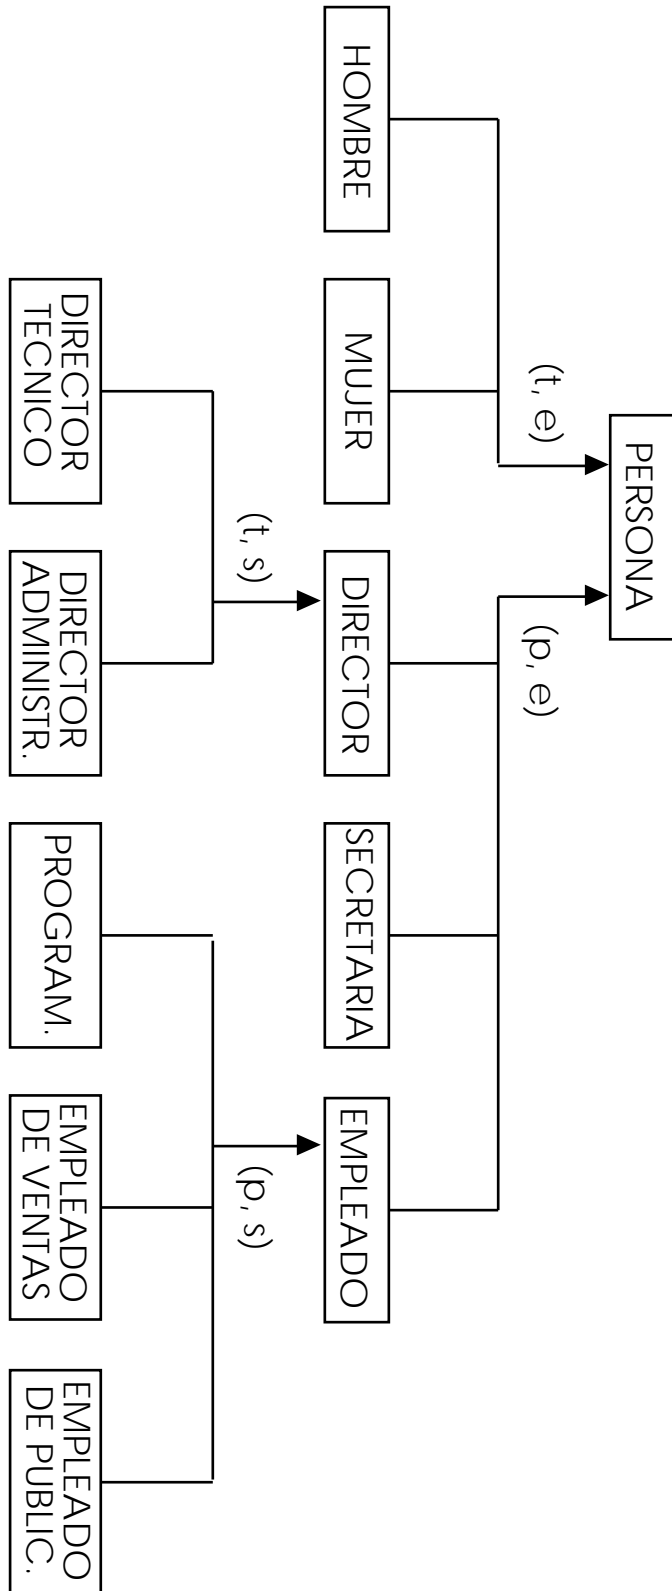 PERSONA
(t, e)
(p, e)
HOMBRE
MUJER
DIRECTOR
SECRETARIA
EMPLEADO
(t, s)
(p, s)
DIRECTOR
TECNICO
DIRECTOR
ADMINISTR.
PROGRAM.
EMPLEADO
DE VENTAS
EMPLEADO
DE PUBLIC.